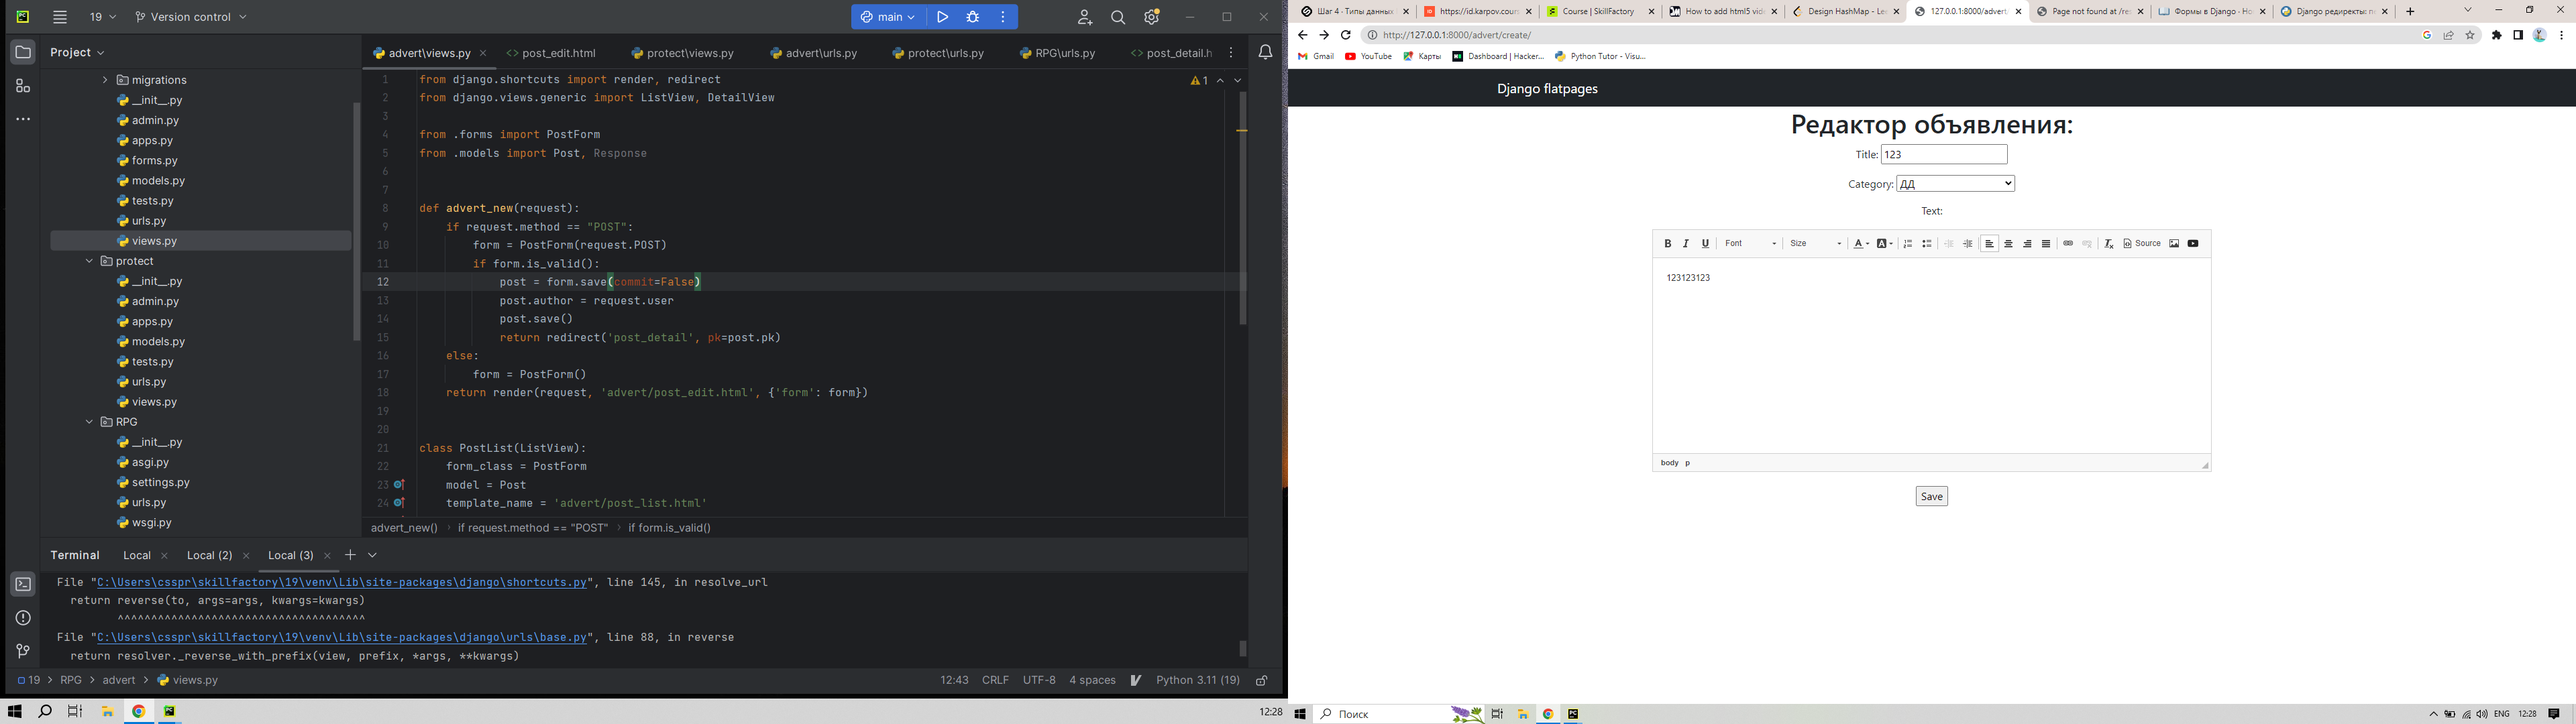 19
Version control
main
Project
migrations
__init__.py
admin.py
apps.py
forms.py
models.py
tests.py
urls.py
views.py
protect
__init__.py
admin.py
apps.py
models.py
tests.py
urls.py
views.py
RPG
__init__.py
asgi.py
settings.py
urls.py
wsgi.py
advert\views.py
post_edit.html
protect\views.py
advert\urls.py
protect\urls.py
RPG\urls.py
post_detail.h
1
1 from django.shortcuts import render, redirect
2 from django.views.generic import ListView, DetailView
3
4 from .forms import PostForm
5 from .models import Post, Response
6
7
8 def advert_new(request):
9 if request.method == "POST":
10 form = PostForm(request.POST)
11 if form.is_valid():
12 post = form.save(commit=False)
13 post.author = request.user
14 post.save()
15 return redirect('post_detail', pk=post.pk)
16 else:
17 form = PostForm()
18 return render(request, 'advert/post_edit.html', {'form': form})
19
20
21 class PostList(ListView):
22 form_class = PostForm
23 model = Post
24 template_name = 'advert/post_list.html'
advert_new() › if request.method == "POST" › if form.is_valid()
Terminal
Local
Local (2)
Local (3)
File "C:\Users\csspr\skillfactory\19\venv\Lib\site-packages\django\shortcuts.py", line 145, in resolve_url
return reverse(to, args=args, kwargs=kwargs)
^^^^^^^^^^^^^^^^^^^^^^^^^^^^^^^^^^^^^
File "C:\Users\csspr\skillfactory\19\venv\Lib\site-packages\django\urls\base.py", line 88, in reverse
return resolver._reverse_with_prefix(view, prefix, *args, **kwargs)
19 › RPG › advert › views.py
12:43
CRLF
UTF-8
4 spaces
Python 3.11 (19)
12:28
Шаг 4 - Типы данных
https://id.karpov.cour
Course | SkillFactory
How to add html5 vid
Design HashMap - Le
127.0.0.1:8000/advert/
Page not found at /re
Формы в Django - Но
Django редиректы: п
http://127.0.0.1:8000/advert/create/
Gmail
YouTube
Карты
Dashboard | Hacker...
Python Tutor - Visu...
Django flatpages
Редактор объявления:
Title: 123
Category: ДД
Text:
B I U
Font
Size
A
A
Source
123123123
body p
Save
Поиск
ENG
12:28